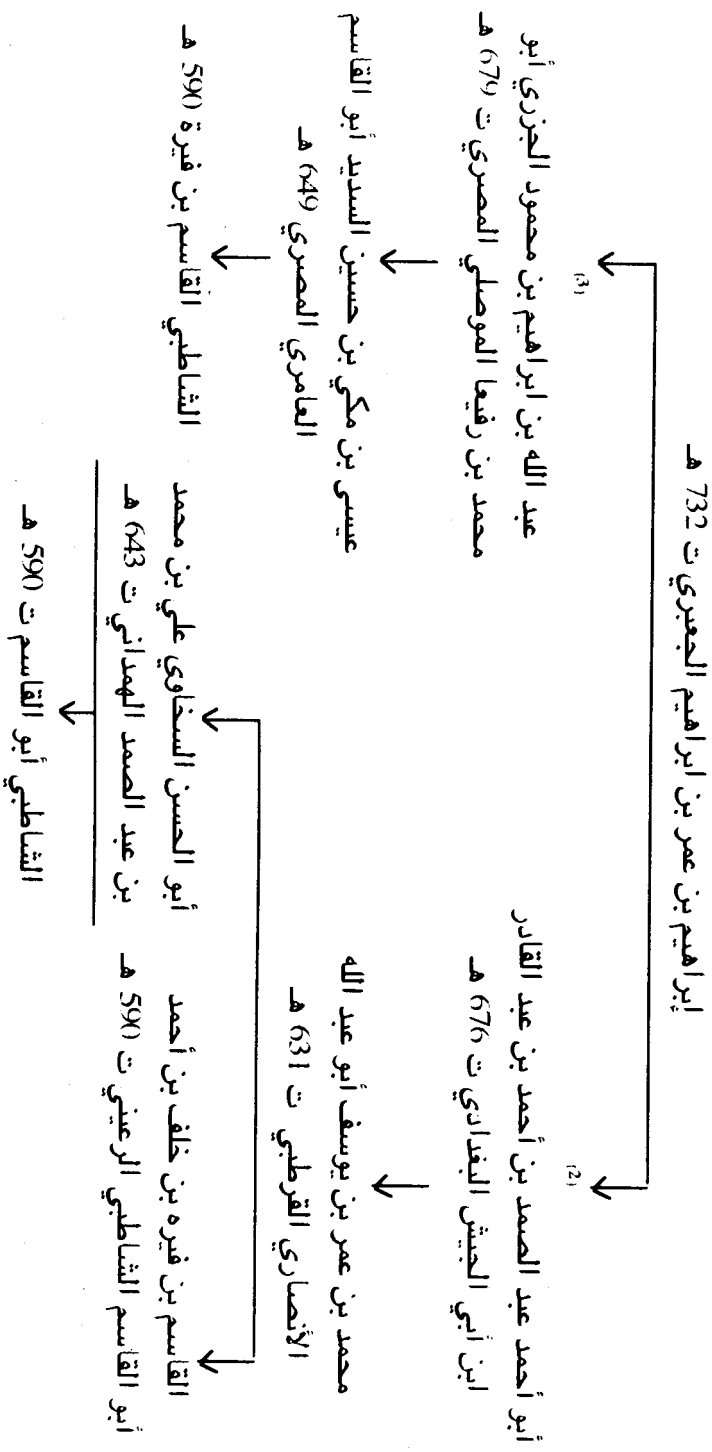 إبراهيم بن عمر بن ابراهيم الجعبري ت 732 هـ
(2)
أبو أحمد عبد الصمد بن أحمد بن عبد القادر
ابن أبي الجيش البغدادي ت 676 هـ
محمد بن عمر بن يوسف أبو عبد الله
الأنصاري القرطبي ت 631 هـ
القاسم بن فيره بن خلف بن أحمد
أبو القاسم الشاطبي الرعيني ت 590 هـ
أبو الحسن السخاوي علي بن محمد
بن عبد الصمد الهمداني ت 643 هـ
الشاطبي أبو القاسم ت 590 هـ
(3)
عبد الله بن ابراهيم بن محمود الجزري أبو
محمد بن رفيعا الموصلي المصري ت 679 هـ
عيسى بن مكي بن حسين السديد أبو القاسم
العامري المصري 649 هـ
الشاطبي القاسم بن فيرة 590 هـ